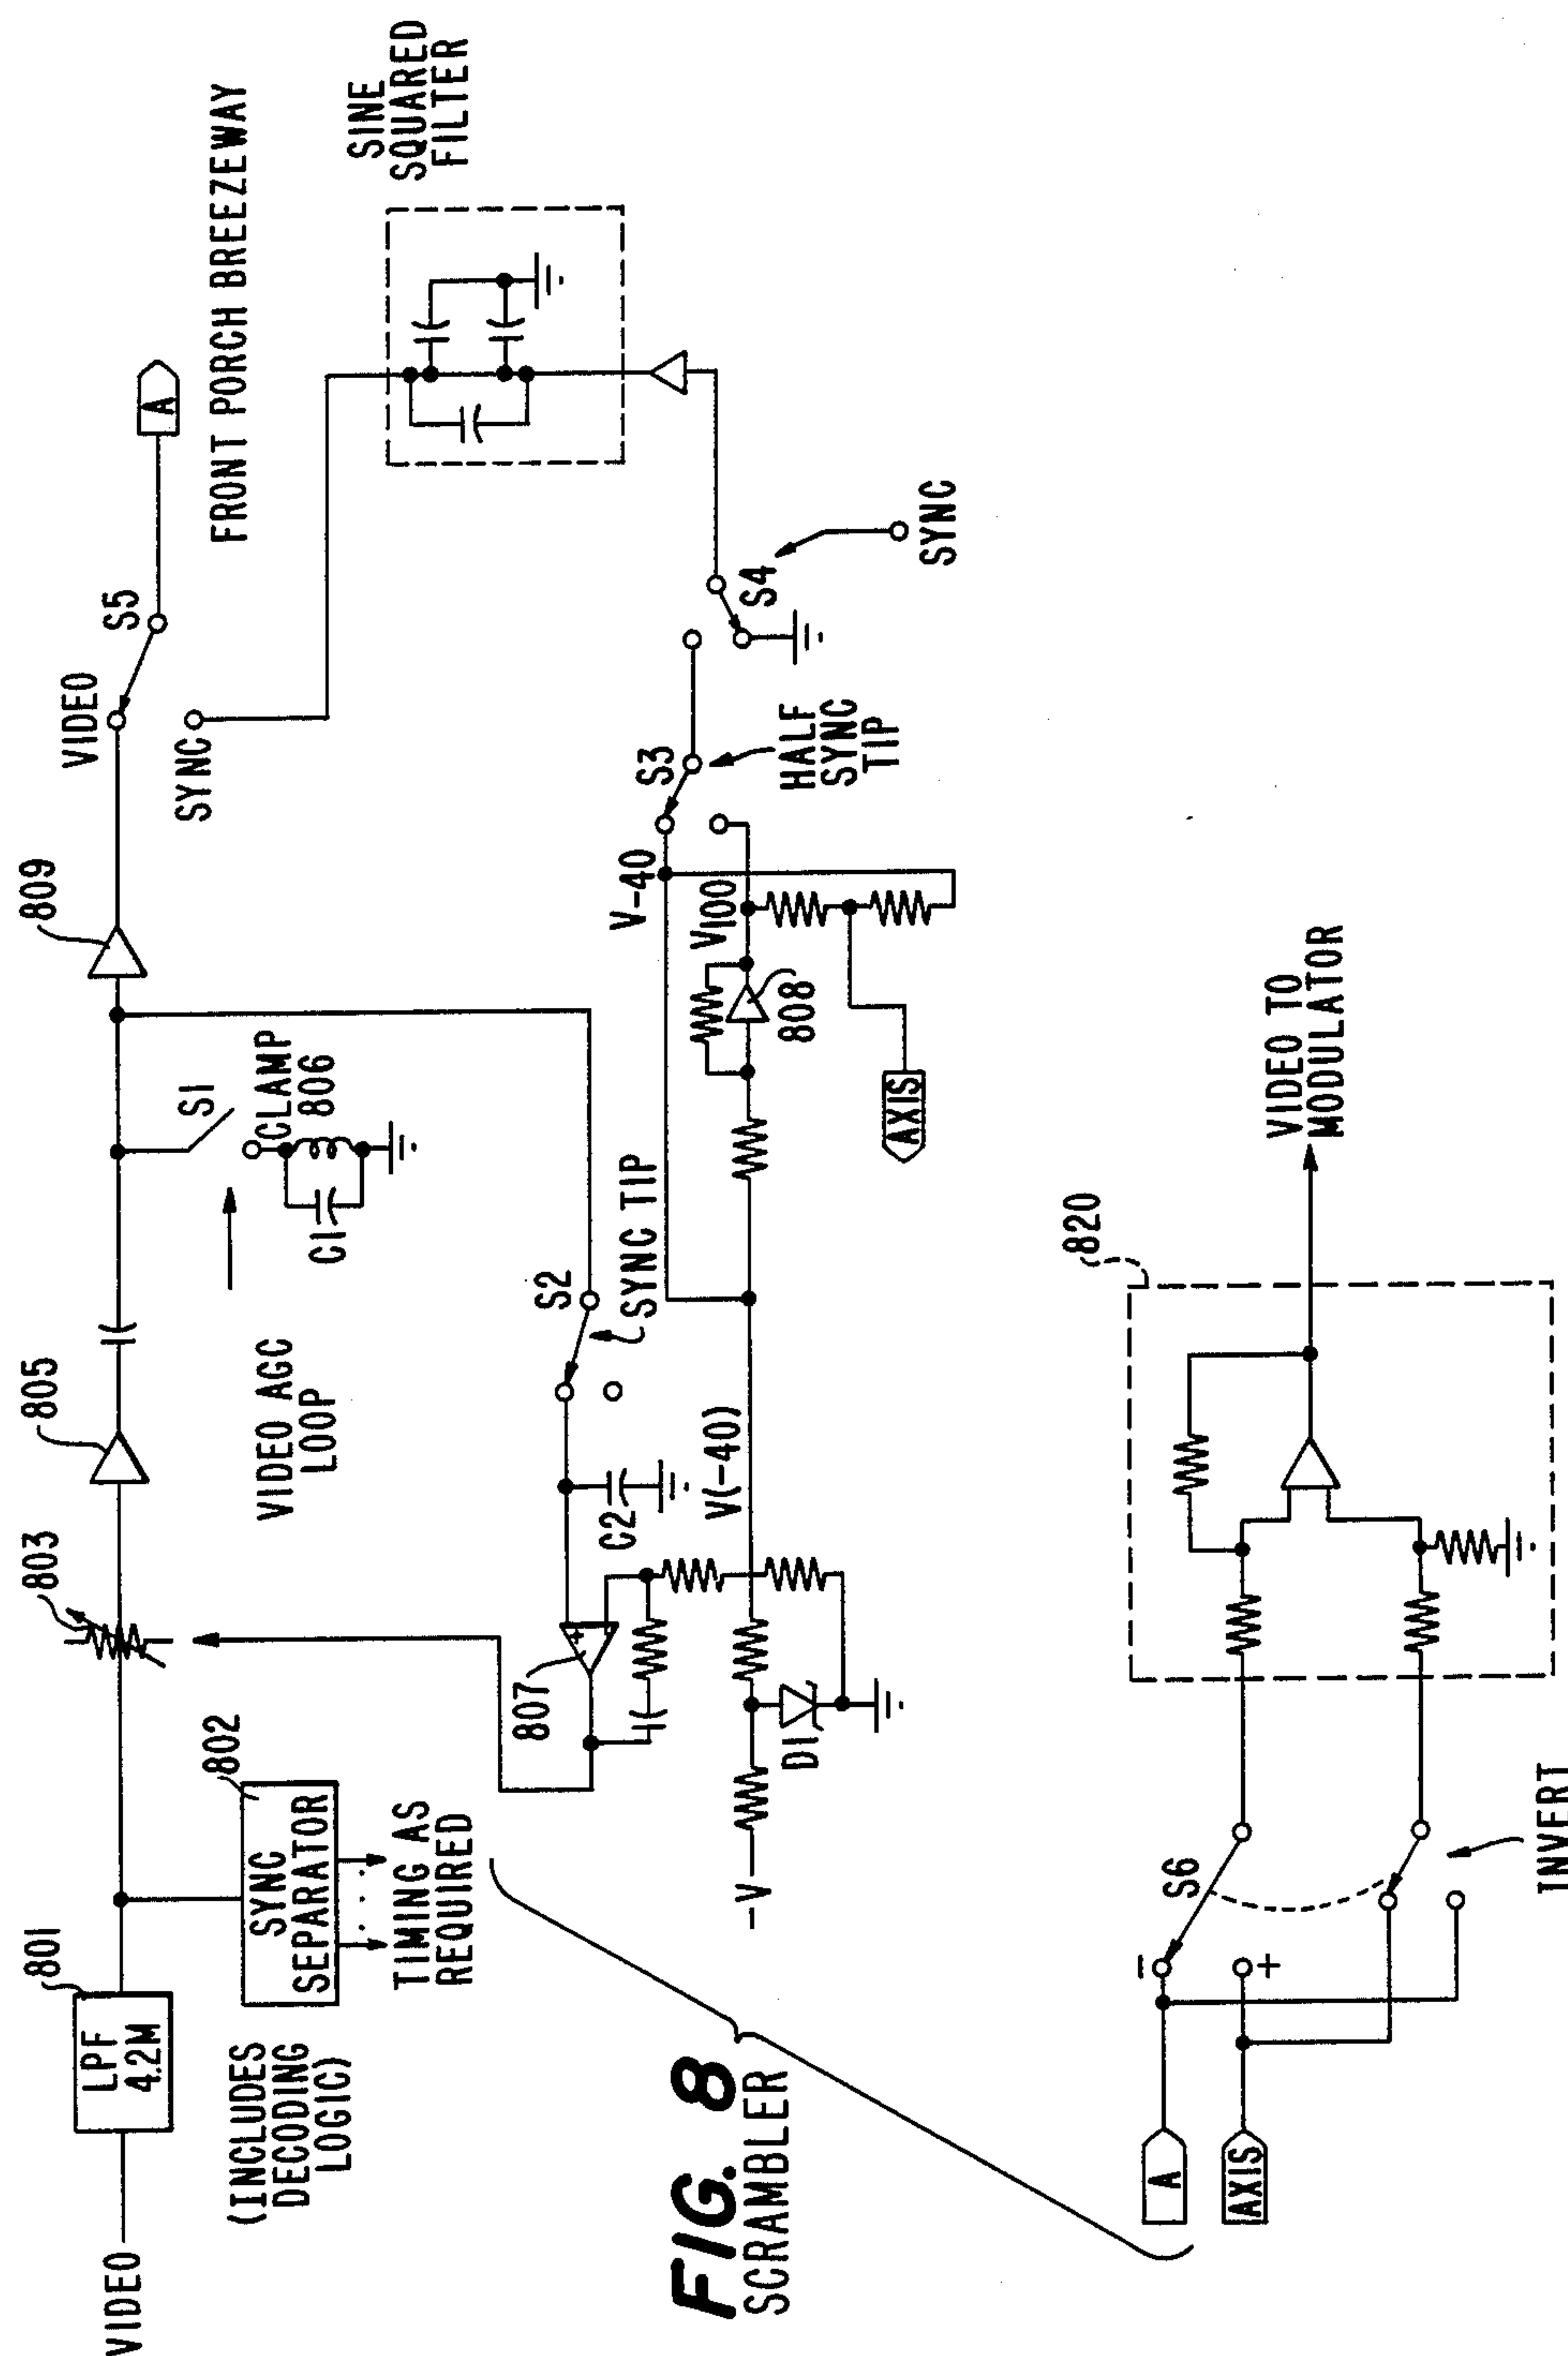 VIDEO
LPF
4.2M
801
(INCLUDES
DECODING
LOGIC)
SYNC
SEPARATOR
802
TIMING AS
REQUIRED
803
805
VIDEO AGC
LOOP
S1
CLAMP
806
C1
809
VIDEO
S5
A
SYNC
FRONT PORCH BREEZEWAY
SINE
SQUARED
FILTER
807
+
C2
S2
SYNC TIP
-V
D1
V(-40)
V-40
V100
808
AXIS
S3
HALF
SYNC
TIP
S4
SYNC
FIG. 8
SCRAMBLER
A
AXIS
-
+
S6
INVERT
820
VIDEO TO
MODULATOR